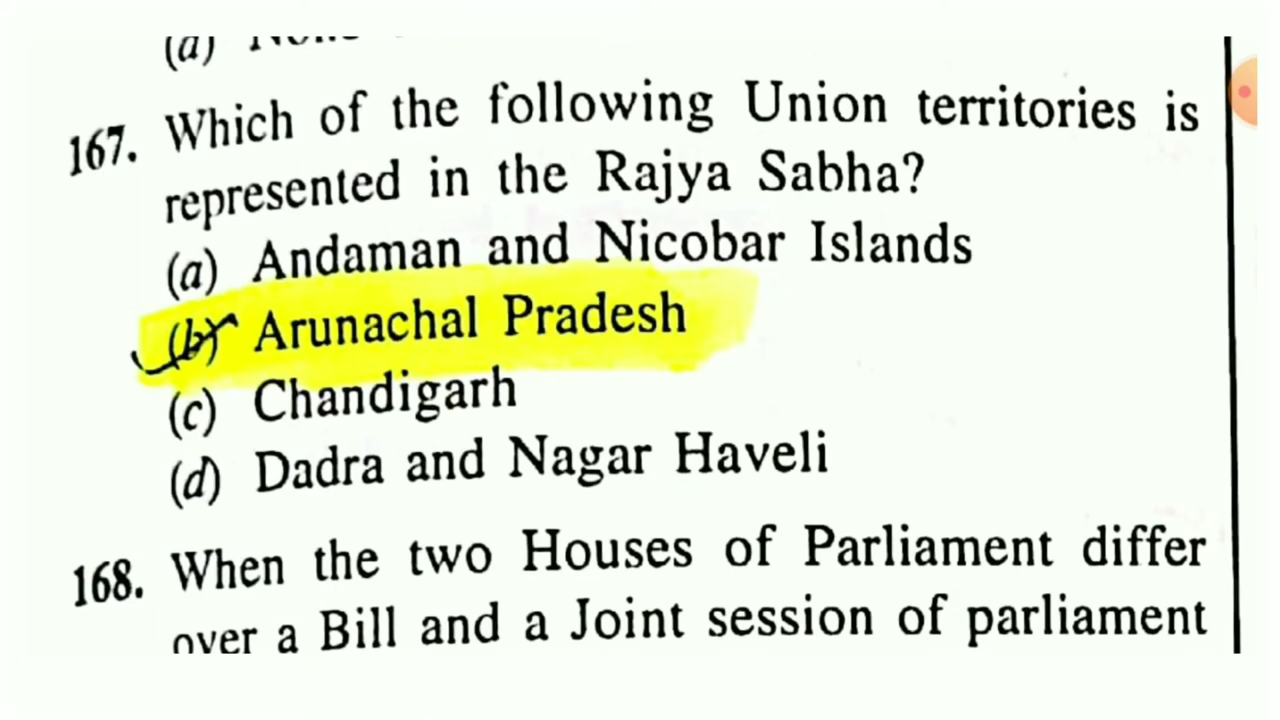 167. Which of the following Union territories is
represented in the Rajya Sabha?
(a) Andaman and Nicobar Islands
(b) Arunachal Pradesh
(c) Chandigarh
(d) Dadra and Nagar Haveli
168. When the two Houses of Parliament differ
over a Bill and a Joint session of parliament